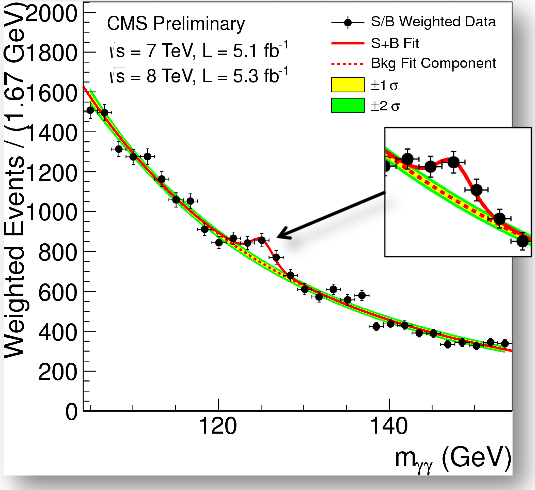 CMS Preliminary
√s = 7 TeV, L = 5.1 fb⁻¹
√s = 8 TeV, L = 5.3 fb⁻¹
S/B Weighted Data
S+B Fit
Bkg Fit Component
±1 σ
±2 σ
Weighted Events / (1.67 GeV)
2000
1800
1600
1400
1200
1000
800
600
400
200
0
120
140
mγγ (GeV)